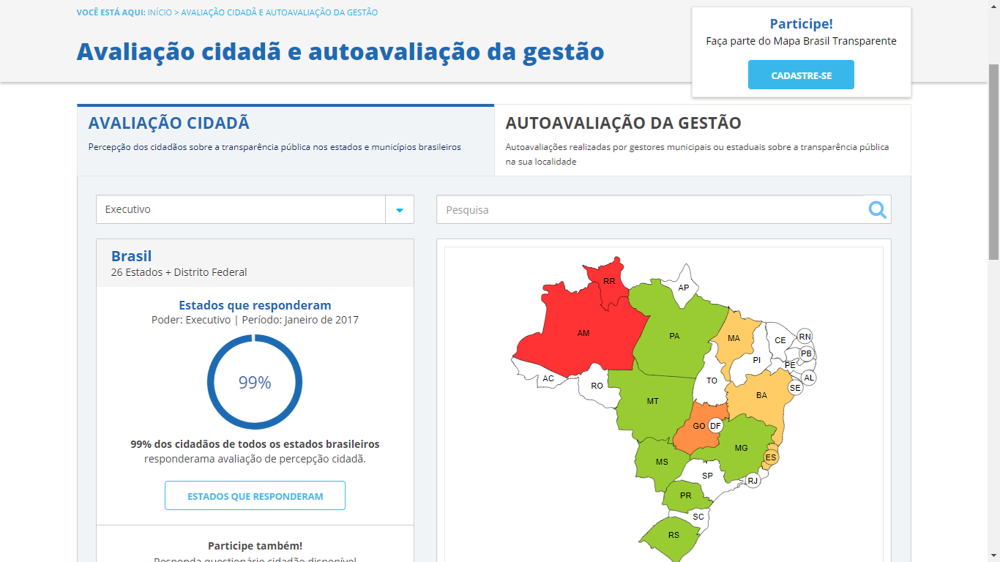 VOCÊ ESTÁ AQUI: INÍCIO > AVALIAÇÃO CIDADÃ E AUTOAVALIAÇÃO DA GESTÃO
Avaliação cidadã e autoavaliação da gestão
Participe!
Faça parte do Mapa Brasil Transparente
CADASTRE-SE
AVALIAÇÃO CIDADÃ
Percepção dos cidadãos sobre a transparência pública nos estados e municípios brasileiros
AUTOAVALIAÇÃO DA GESTÃO
Autoavaliações realizadas por gestores municipais ou estaduais sobre a transparência pública
na sua localidade
Executivo
Pesquisa
Brasil
26 Estados + Distrito Federal
Estados que responderam
Poder: Executivo | Período: Janeiro de 2017
99%
99% dos cidadãos de todos os estados brasileiros
responderama avaliação de percepção cidadã.
ESTADOS QUE RESPONDERAM
Participe também!
Responda questionário cidadão disponível
RR
AP
AM
PA
MA
CE
RN
PB
PI
PE
AL
SE
AC
RO
TO
BA
MT
GO
DF
MG
ES
MS
SP
RJ
PR
SC
RS